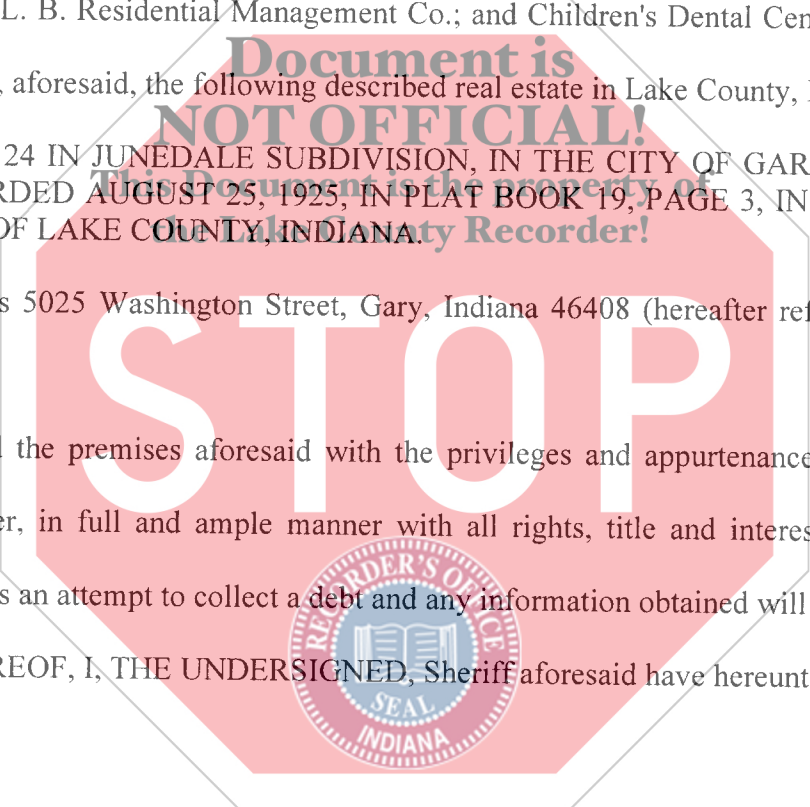 L. B. Residential Management Co.; and Children's Dental Cen
Document is
, aforesaid, the following described real estate in Lake County,
NOT OFFICIAL!
24 IN JUNEDALE SUBDIVISION, IN THE CITY OF GAR
This Document is the property of
RDED AUGUST 25, 1925, IN PLAT BOOK 19, PAGE 3, IN
the Lake County Recorder!
OF LAKE COUNTY, INDIANA.
s 5025 Washington Street, Gary, Indiana 46408 (hereafter ref
STOP
the premises aforesaid with the privileges and appurtenance
er, in full and ample manner with all rights, title and interes
RECORDER'S OFFICE
s an attempt to collect a debt and any information obtained will
REOF, I, THE UNDERSIGNED, Sheriff aforesaid have hereunt
SEAL
INDIANA